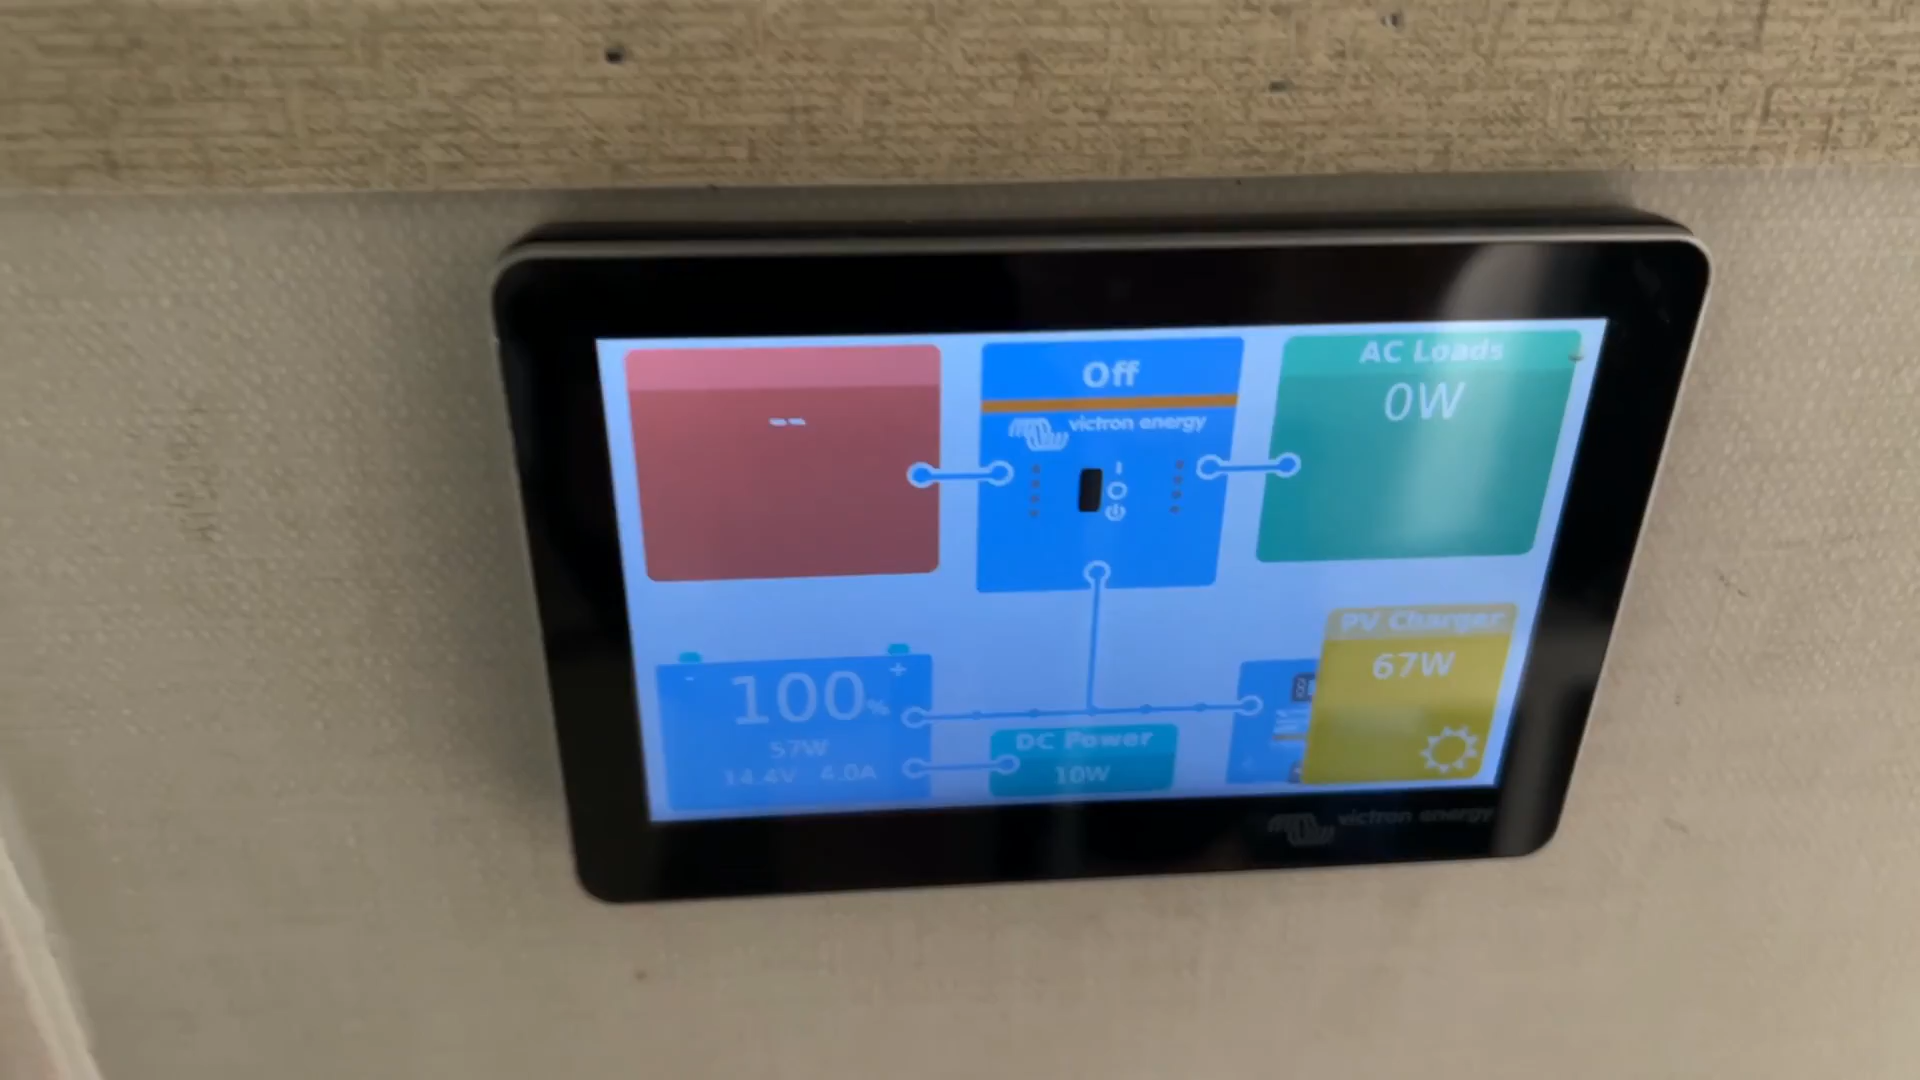 --
Off
victron energy
AC Loads
0W
100%
57W
14.4V 4.0A
DC Power
10W
PV Charger
67W
victron energy